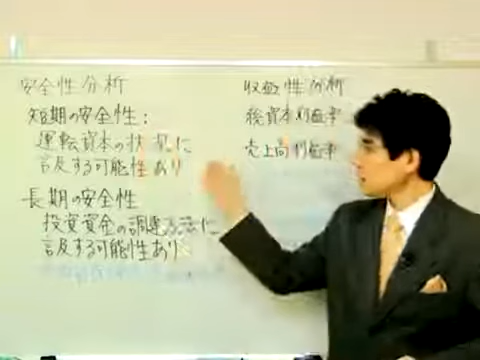 安全性分析
短期の安全性:
運転資本の状況に
言及する可能性あり
長期の安全性
投資資金の調達方法に
言及する可能性あり
収益性分析
総資本利益率
売上高利益率